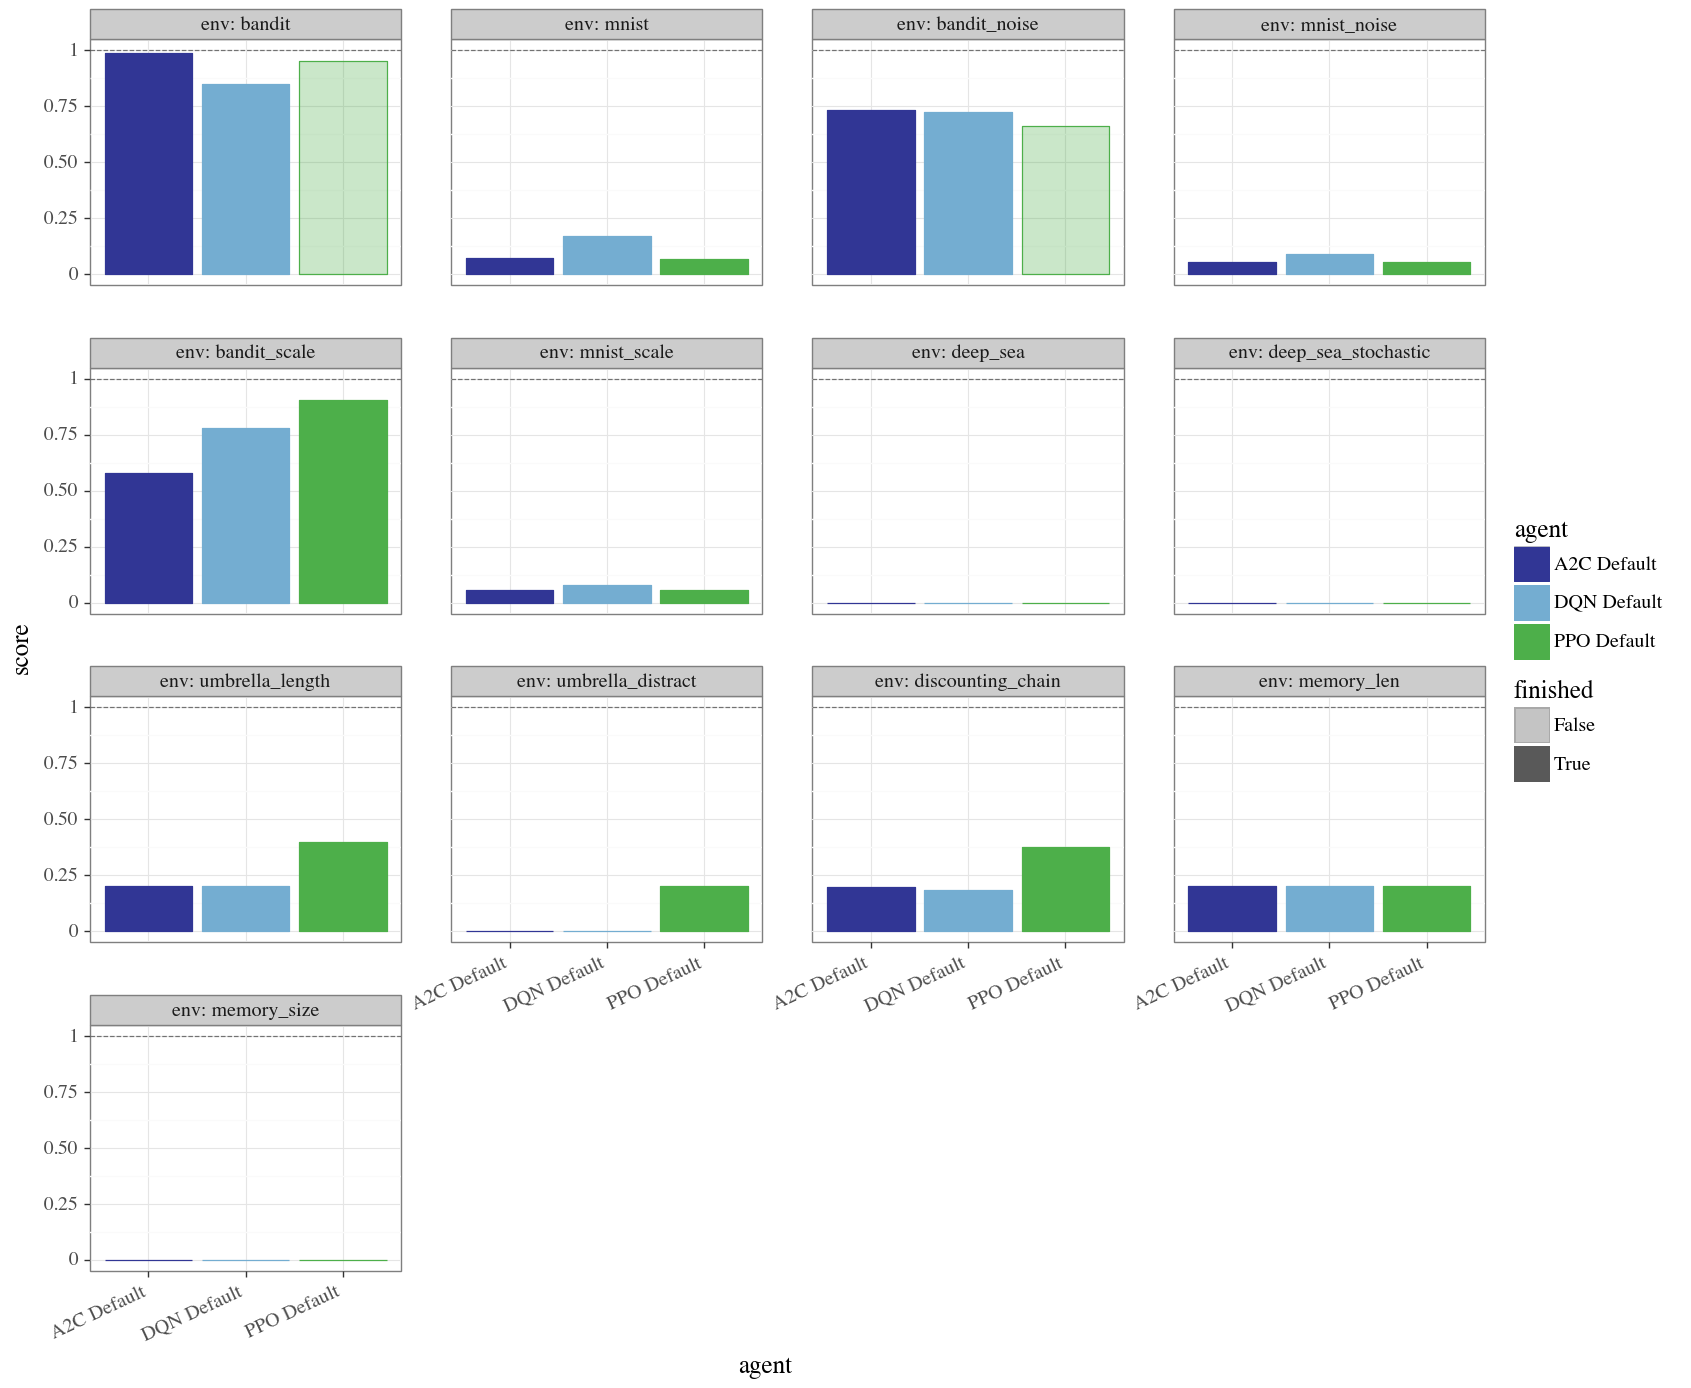 env: bandit
env: mnist
env: bandit_noise
env: mnist_noise
1
0.75
0.50
0.25
0
env: bandit_scale
env: mnist_scale
env: deep_sea
env: deep_sea_stochastic
1
0.75
0.50
0.25
0
env: umbrella_length
env: umbrella_distract
env: discounting_chain
env: memory_len
1
0.75
0.50
0.25
0
A2C Default
DQN Default
PPO Default
A2C Default
DQN Default
PPO Default
A2C Default
DQN Default
PPO Default
env: memory_size
1
0.75
0.50
0.25
0
A2C Default
DQN Default
PPO Default
score
agent
agent
A2C Default
DQN Default
PPO Default
finished
False
True